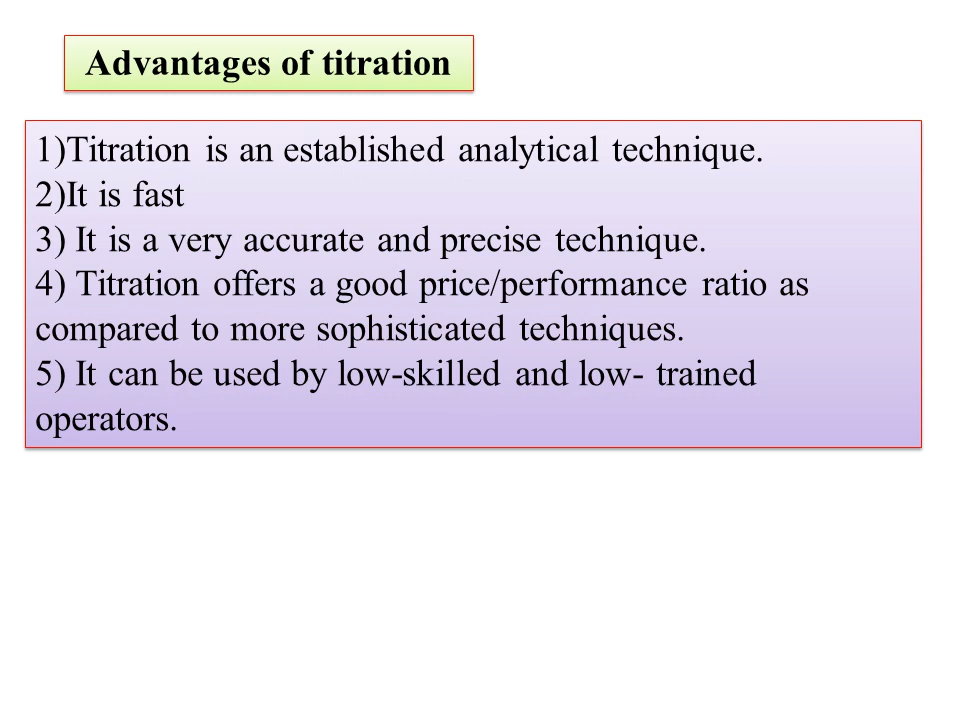 Advantages of titration
1)Titration is an established analytical technique.
2)It is fast
3) It is a very accurate and precise technique.
4) Titration offers a good price/performance ratio as
compared to more sophisticated techniques.
5) It can be used by low-skilled and low- trained
operators.